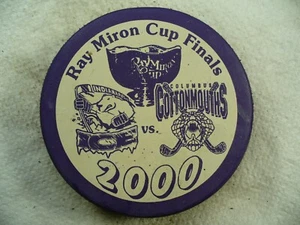 Ray Miron Cup Finals
RAY MIRON
CUP
COLUMBUS
COTTONMOUTHS
vs.
2000